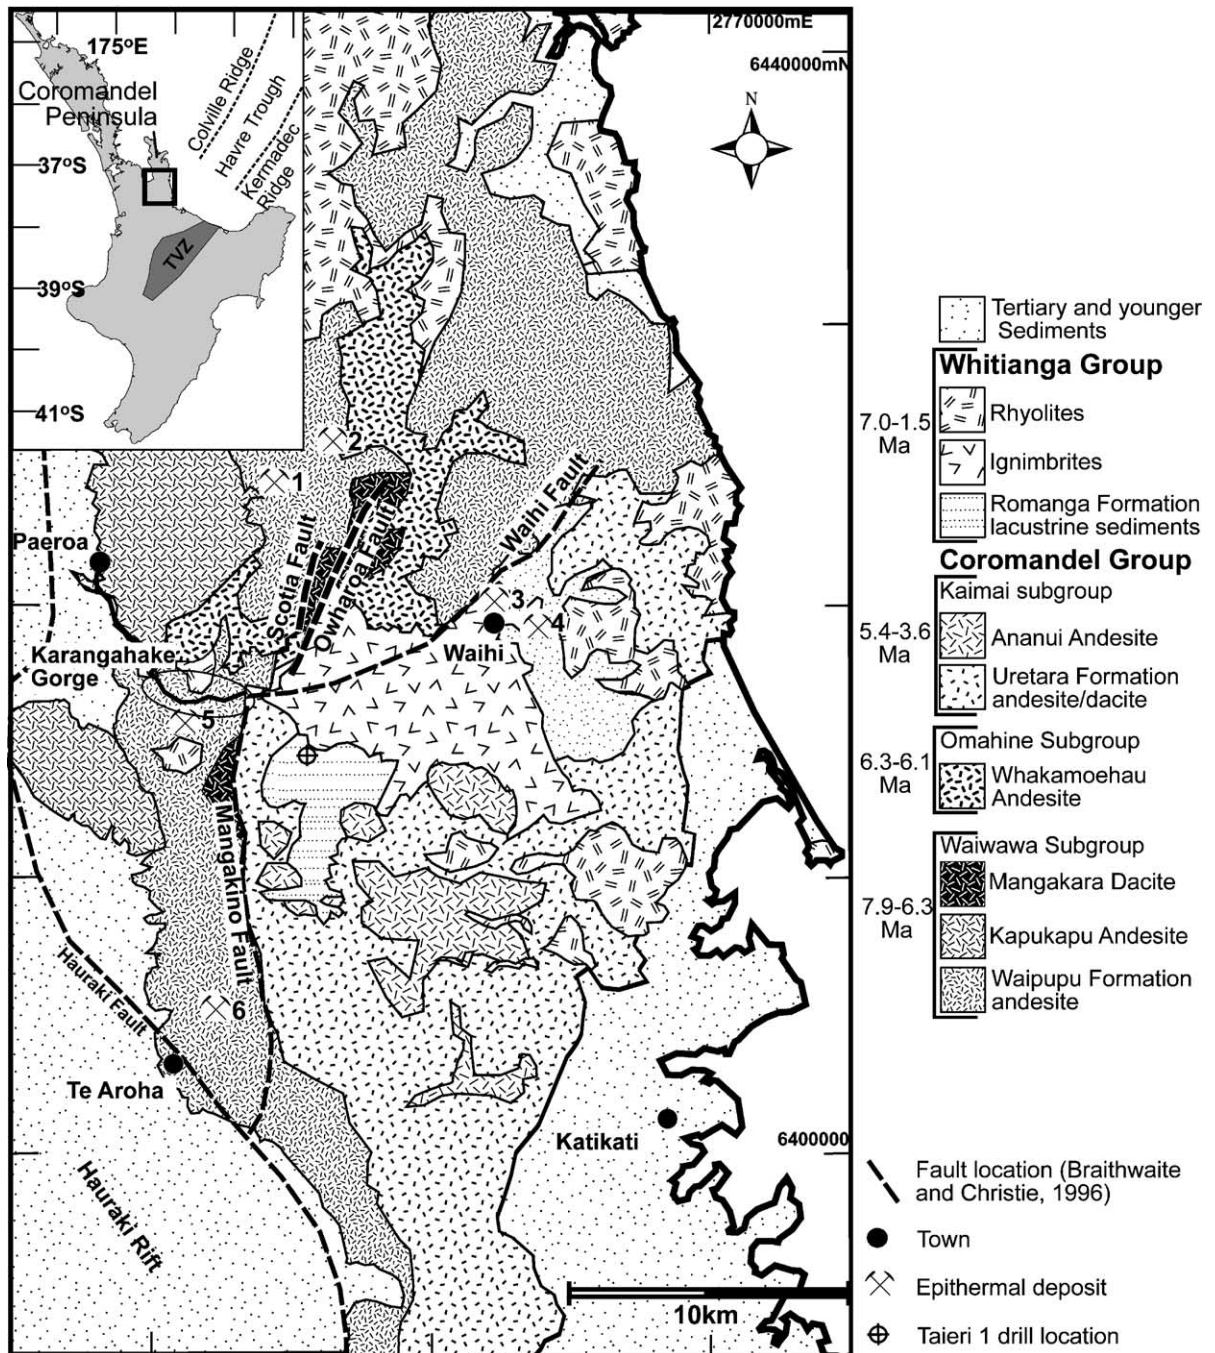 175ºE
Coromandel
Peninsula
37ºS
39ºS
41ºS
Colville Ridge
Havre Trough
Kermadec
Ridge
TVZ
2770000mE
6440000mN
N
1
2
3
4
5
6
Paeroa
Karangahake
Gorge
Scotia Fault
Owharoa Fault
Waihi Fault
Waihi
Mangakino Fault
Hauraki Fault
Te Aroha
Hauraki Rift
Katikati
6400000
10km
Tertiary and younger
Sediments
Whitianga Group
7.0-1.5
Ma
Rhyolites
Ignimbrites
Romanga Formation
lacustrine sediments
Coromandel Group
Kaimai subgroup
5.4-3.6
Ma
Ananui Andesite
Uretara Formation
andesite/dacite
Omahine Subgroup
6.3-6.1
Ma
Whakamoehau
Andesite
Waiwawa Subgroup
7.9-6.3
Ma
Mangakara Dacite
Kapukapu Andesite
Waipupu Formation
andesite
Fault location (Braithwaite
and Christie, 1996)
Town
Epithermal deposit
Taieri 1 drill location